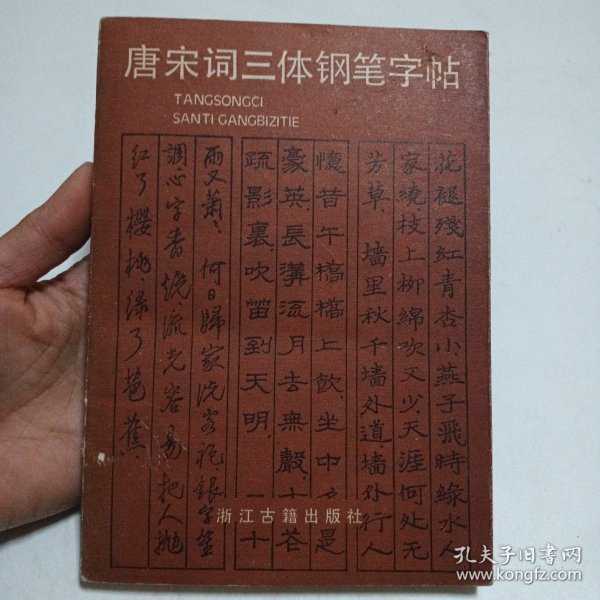 唐宋词三体钢笔字帖
TANGSONGCI
SANTI GANGBIZITIE
花褪殘紅青杏小、燕子飛時緑水人
家繞枝上柳綿吹又少、天涯何处无
芳草、墙里秋千墙外道、墙外行人
憶昔午橋橋上飲、坐中是
豪英、長溝流月去無聲、花
疏影裏、吹笛到天明、二十
雨又蕭〻、何日歸家洗客袍銀字笙
調心字香燒流光容易把人抛
紅了櫻桃、綠了芭蕉
浙江古籍出版社
孔夫子旧书网
www.kongfz.com